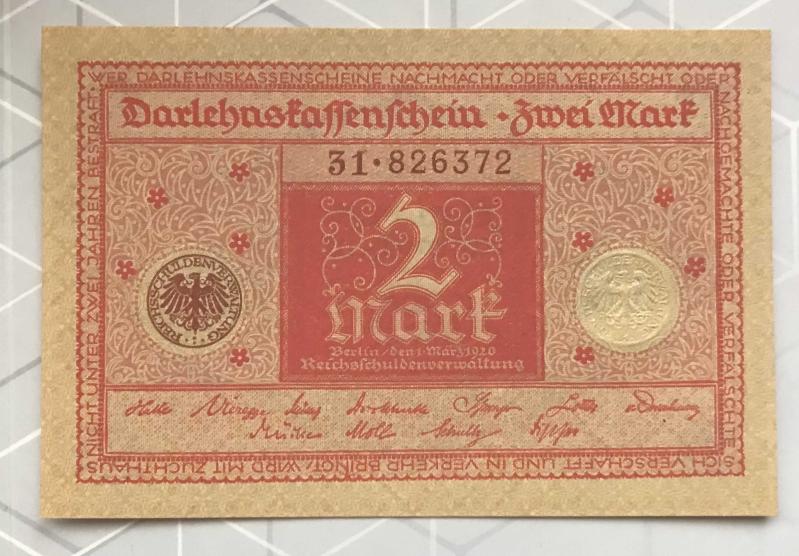 WER DARLEHNSKASSENSCHEINE NACHMACHT ODER VERFÄLSCHT ODER
NACHGEMACHTE ODER VERFÄLSCHTE
SICH VERSCHAFFT UND IN VERKEHR BRINGT, WIRD MIT ZUCHTHAUS
NICHT UNTER ZWEI JAHREN BESTRAFT.
Darlehnskassenschein · Zwei Mark
31·826372
2
Mark
Berlin, den 1. März 1920
Reichsschuldenverwaltung
REICHSSCHULDENVERWALTUNG